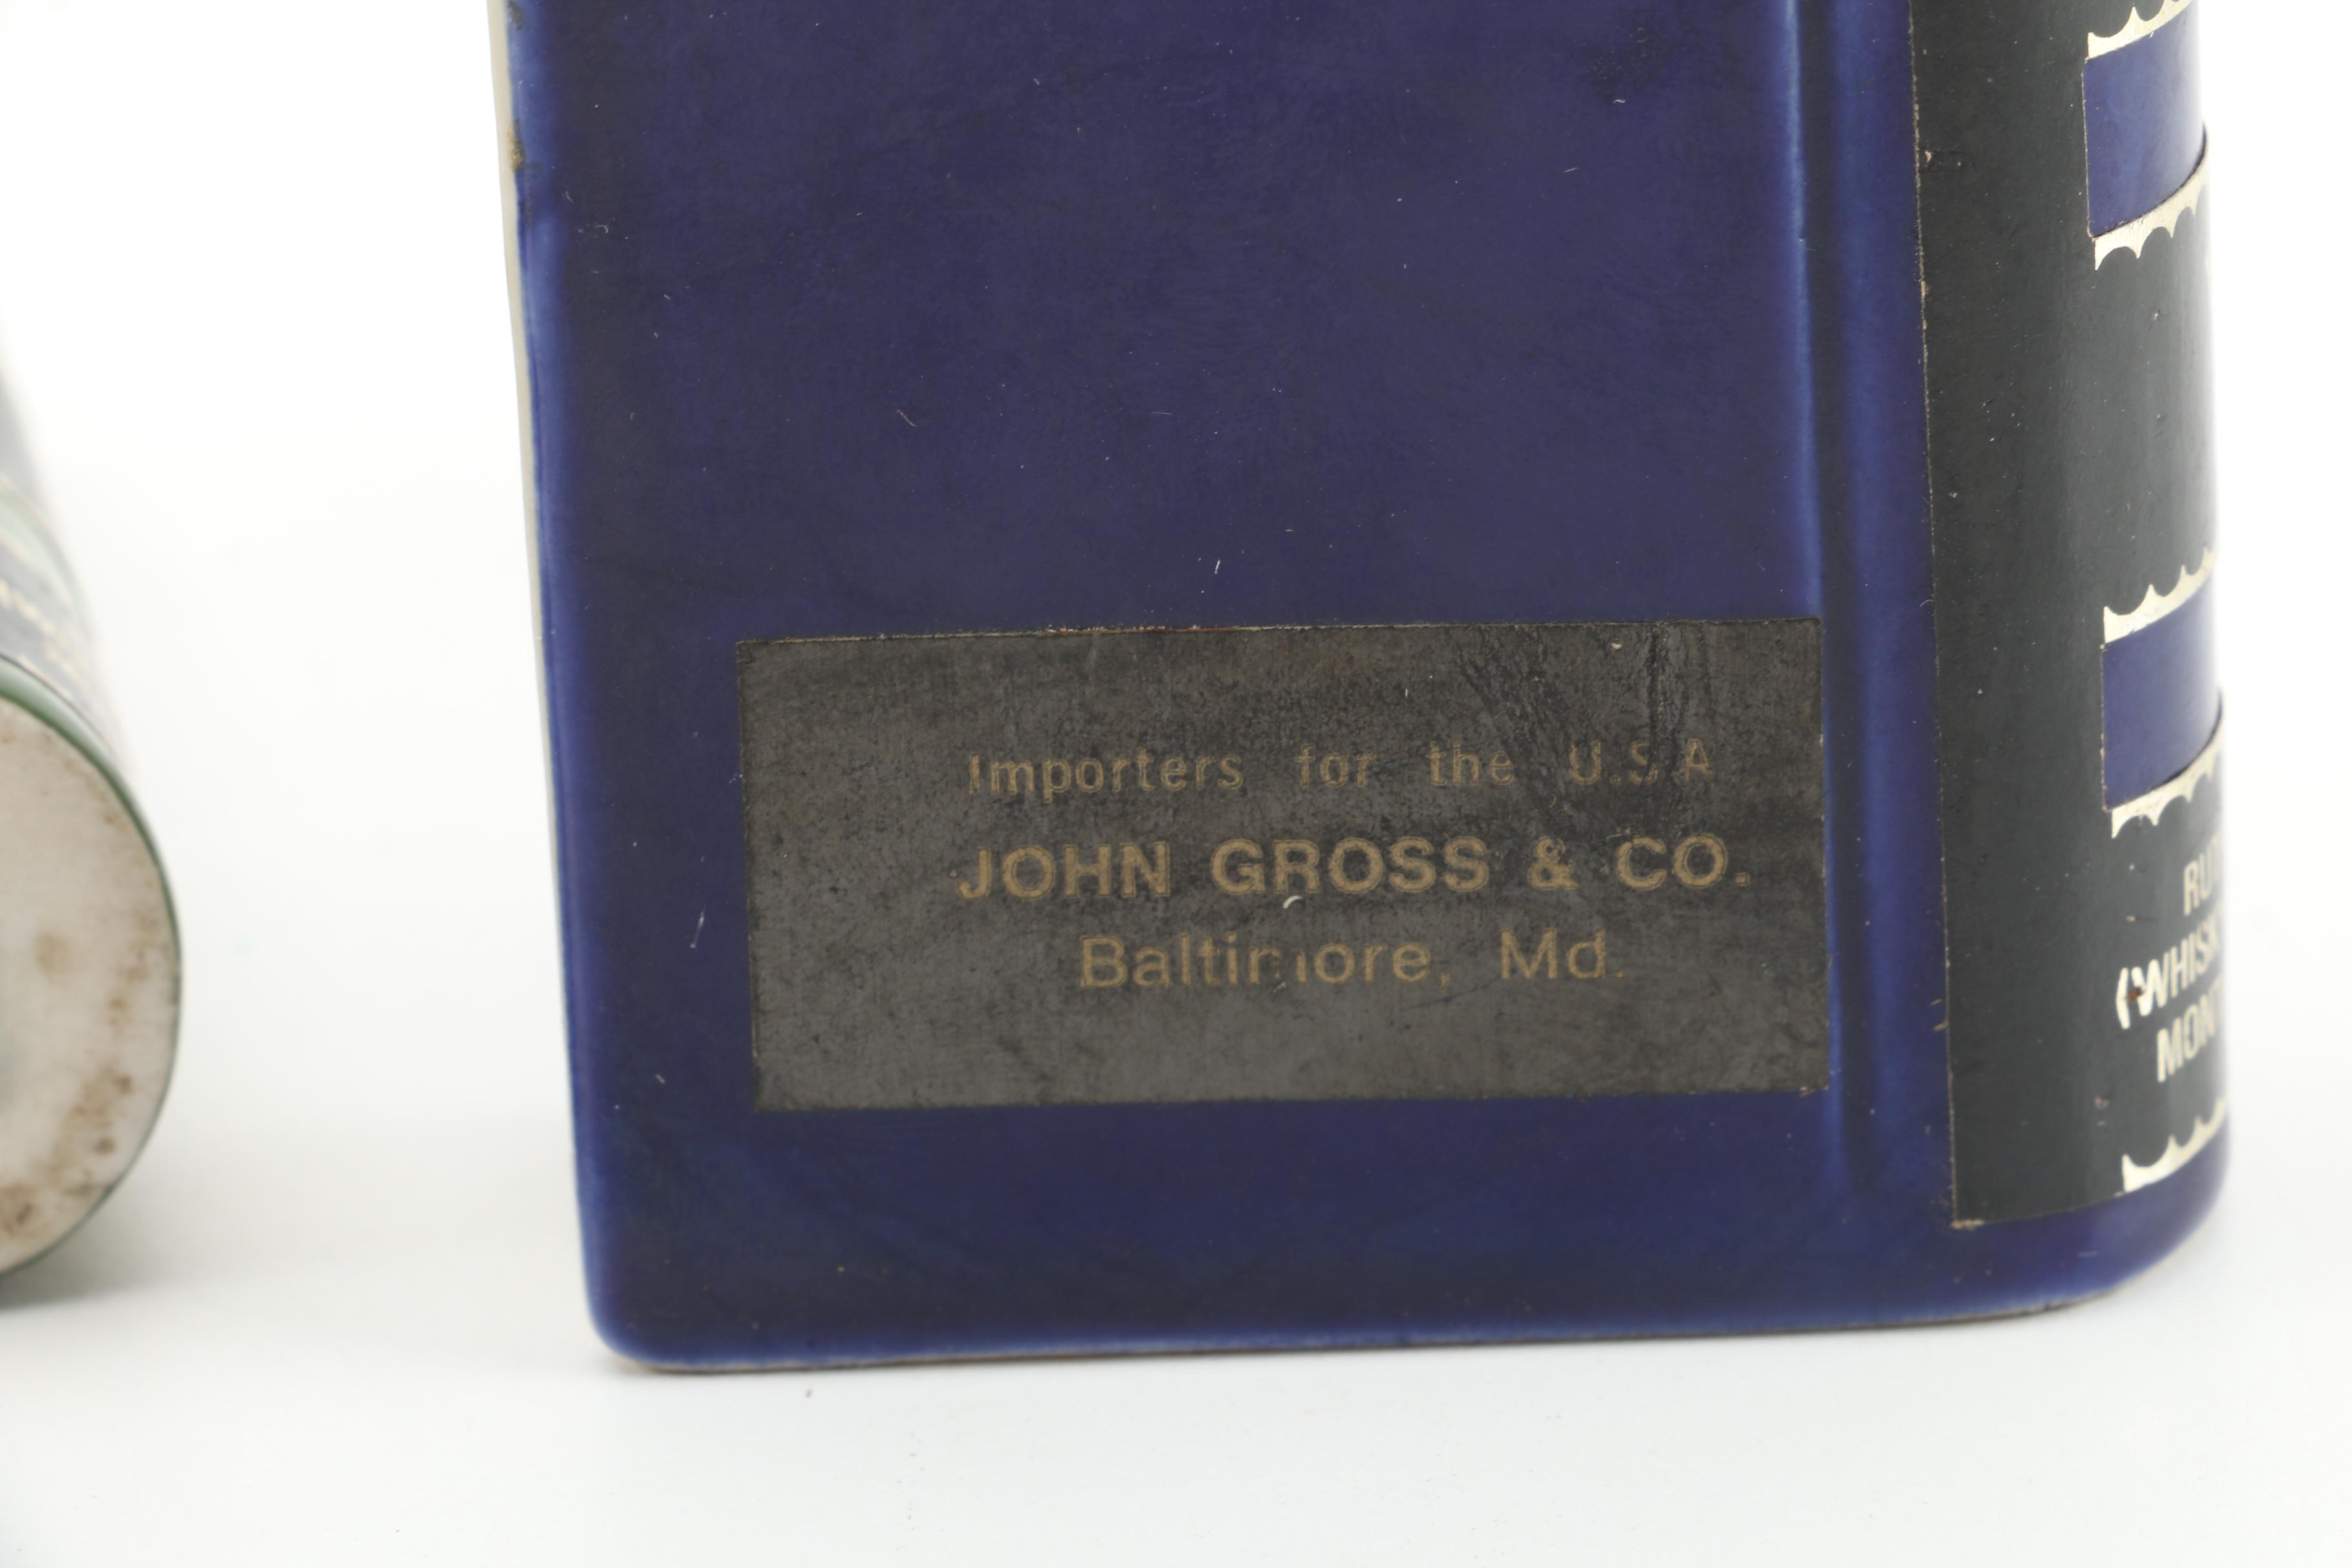 Importers for the U.S.A
JOHN GROSS & CO.
Baltimore, Md.